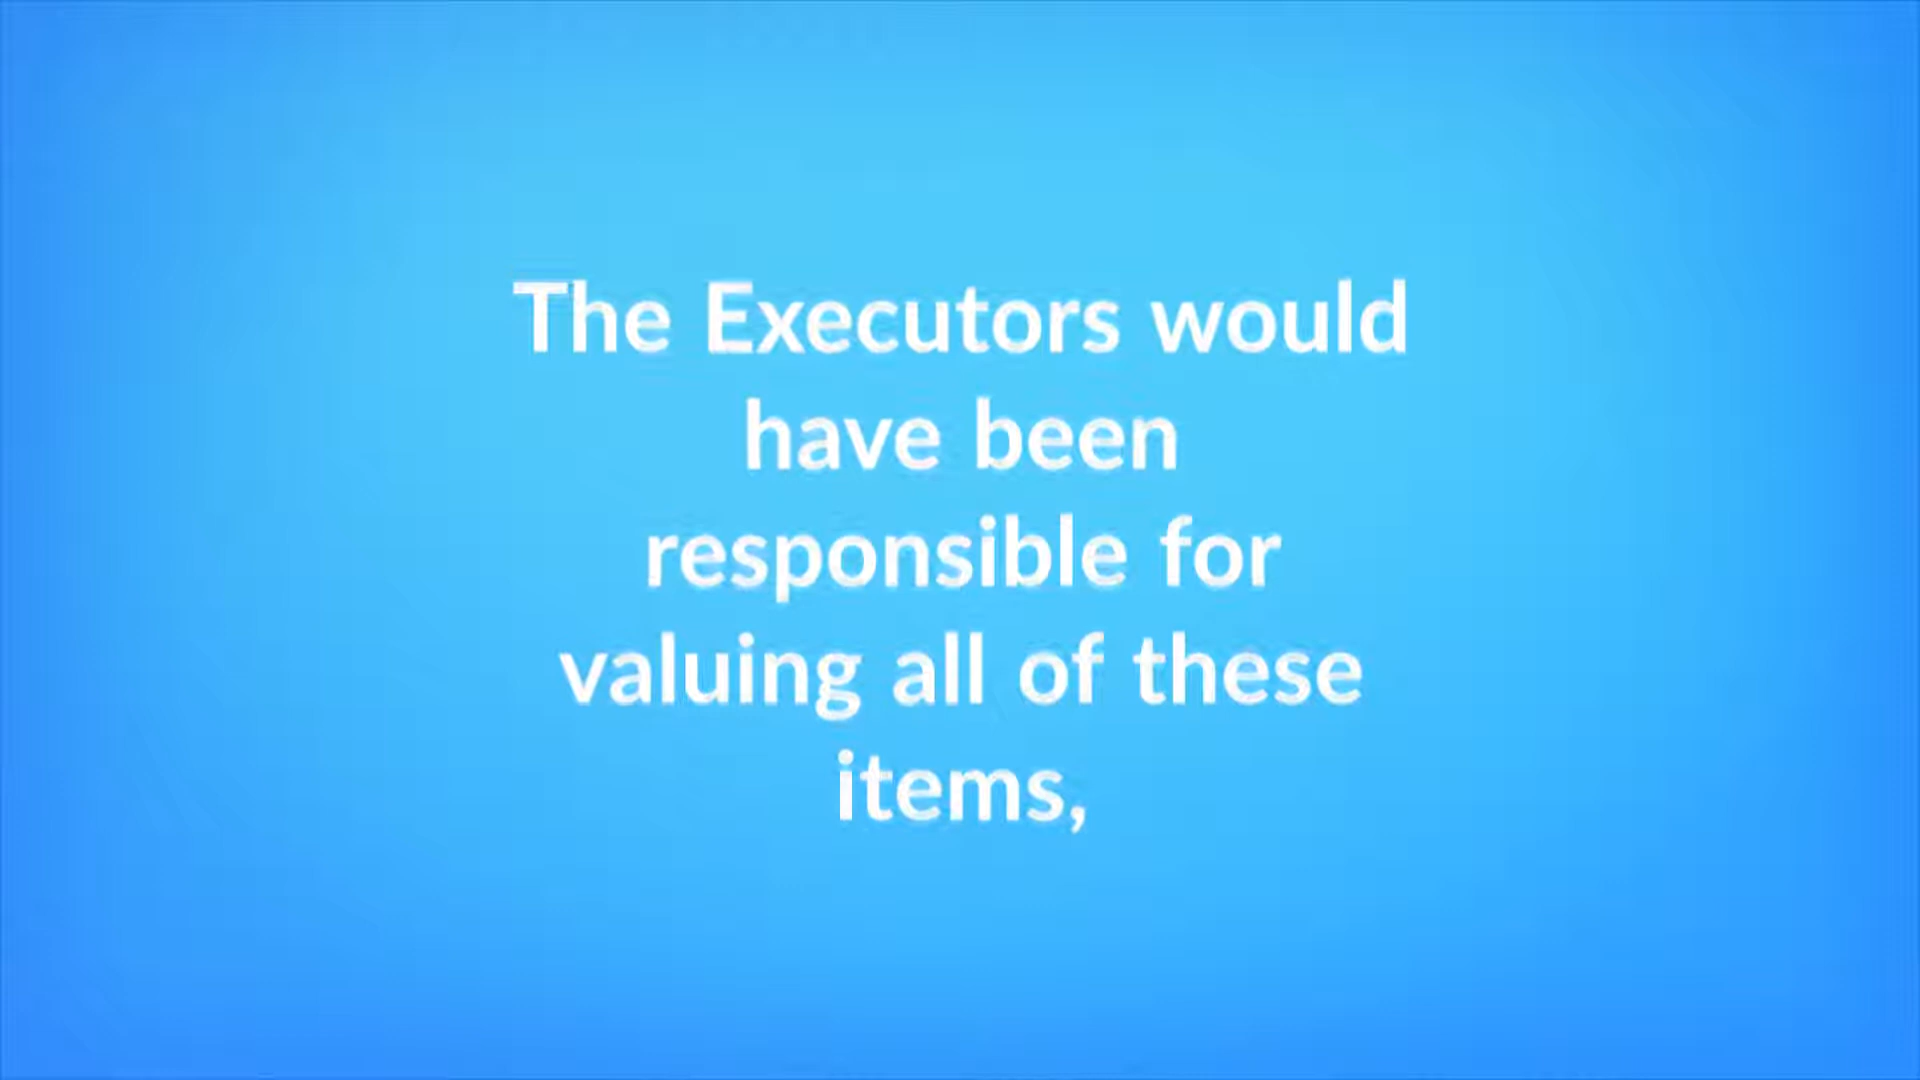 The Executors would
have been
responsible for
valuing all of these
items,